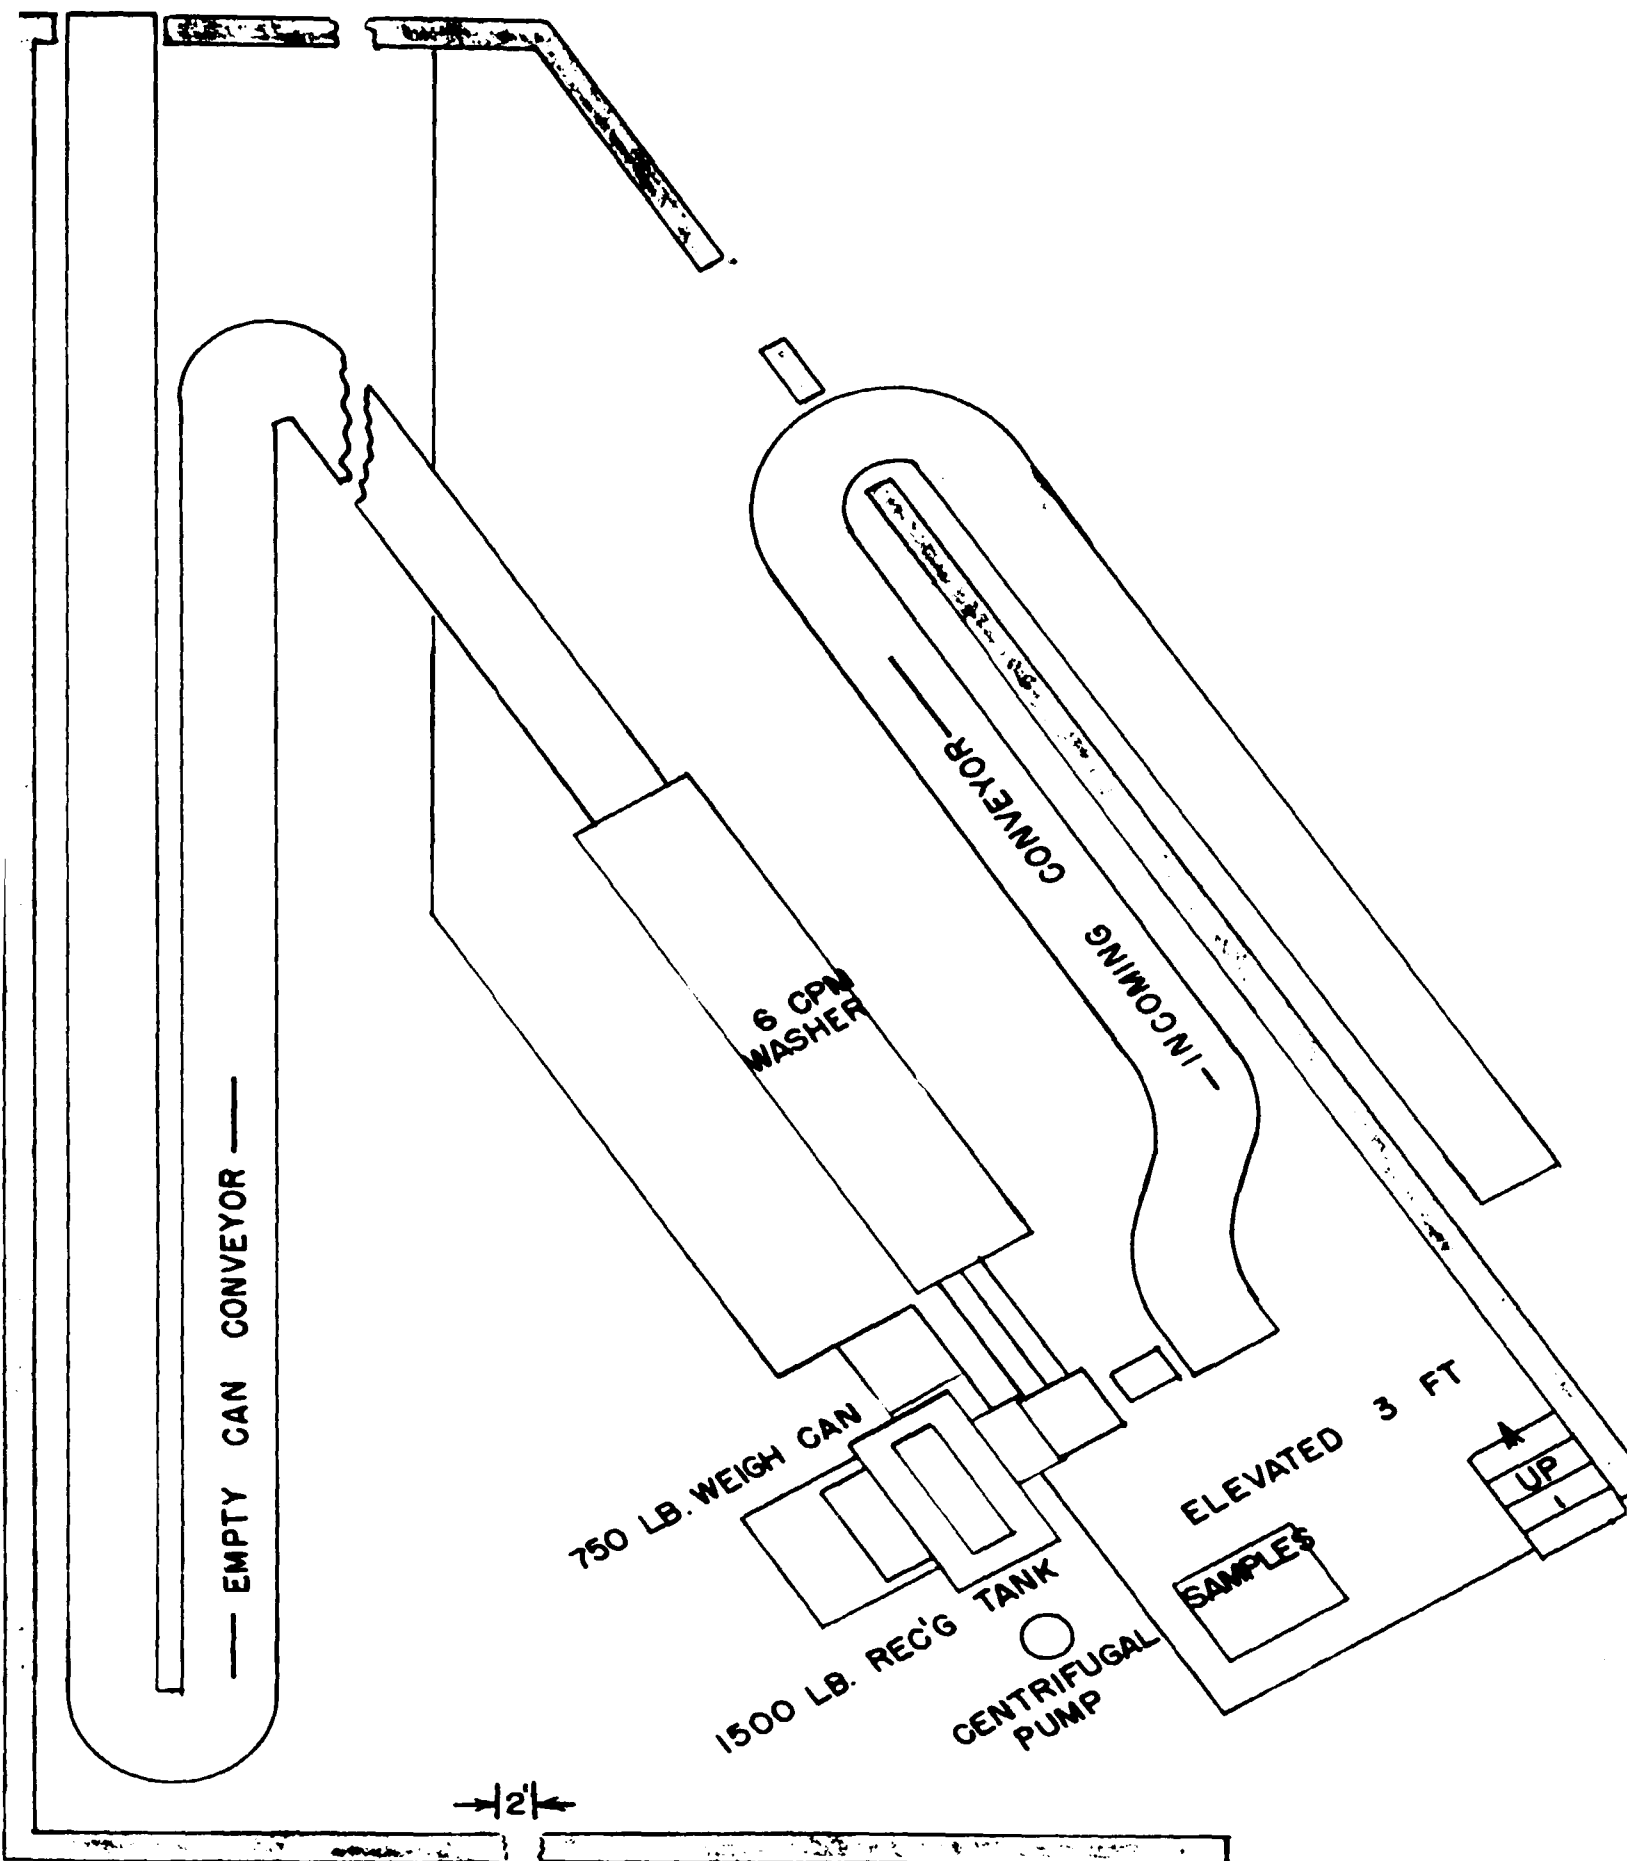 — INCOMING CONVEYOR —
6 CPM
WASHER
— EMPTY CAN CONVEYOR —
ELEVATED 3 FT
UP
750 LB. WEIGH CAN
SAMPLES
1500 LB. REC'G TANK
CENTRIFUGAL
PUMP
2'